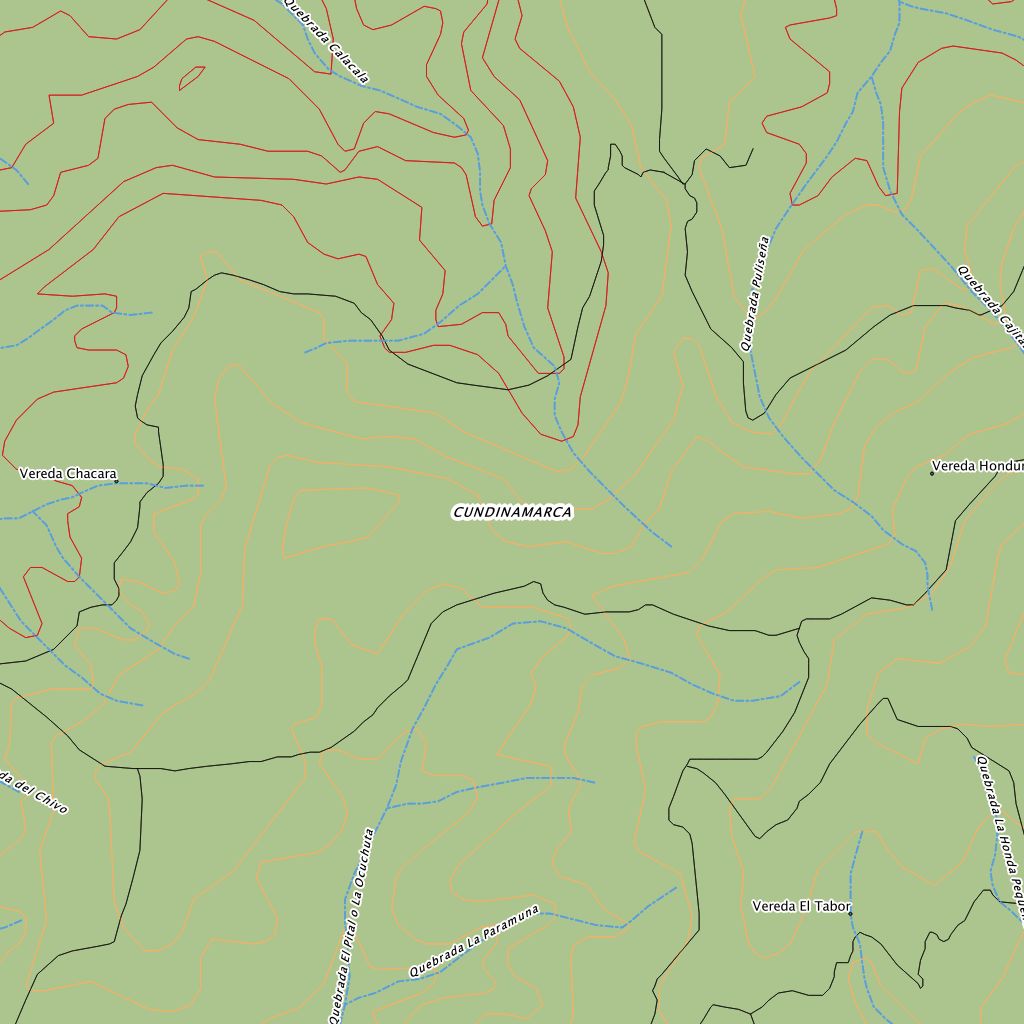 Quebrada Calacala
Quebrada Puliseña
Quebrada Cajita
Vereda Chacara
Vereda Hondur
CUNDINAMARCA
da del Chivo
Quebrada La Honda Peque
Quebrada El Pital o La Ocuchuta
Vereda El Tabor
Quebrada La Paramuna